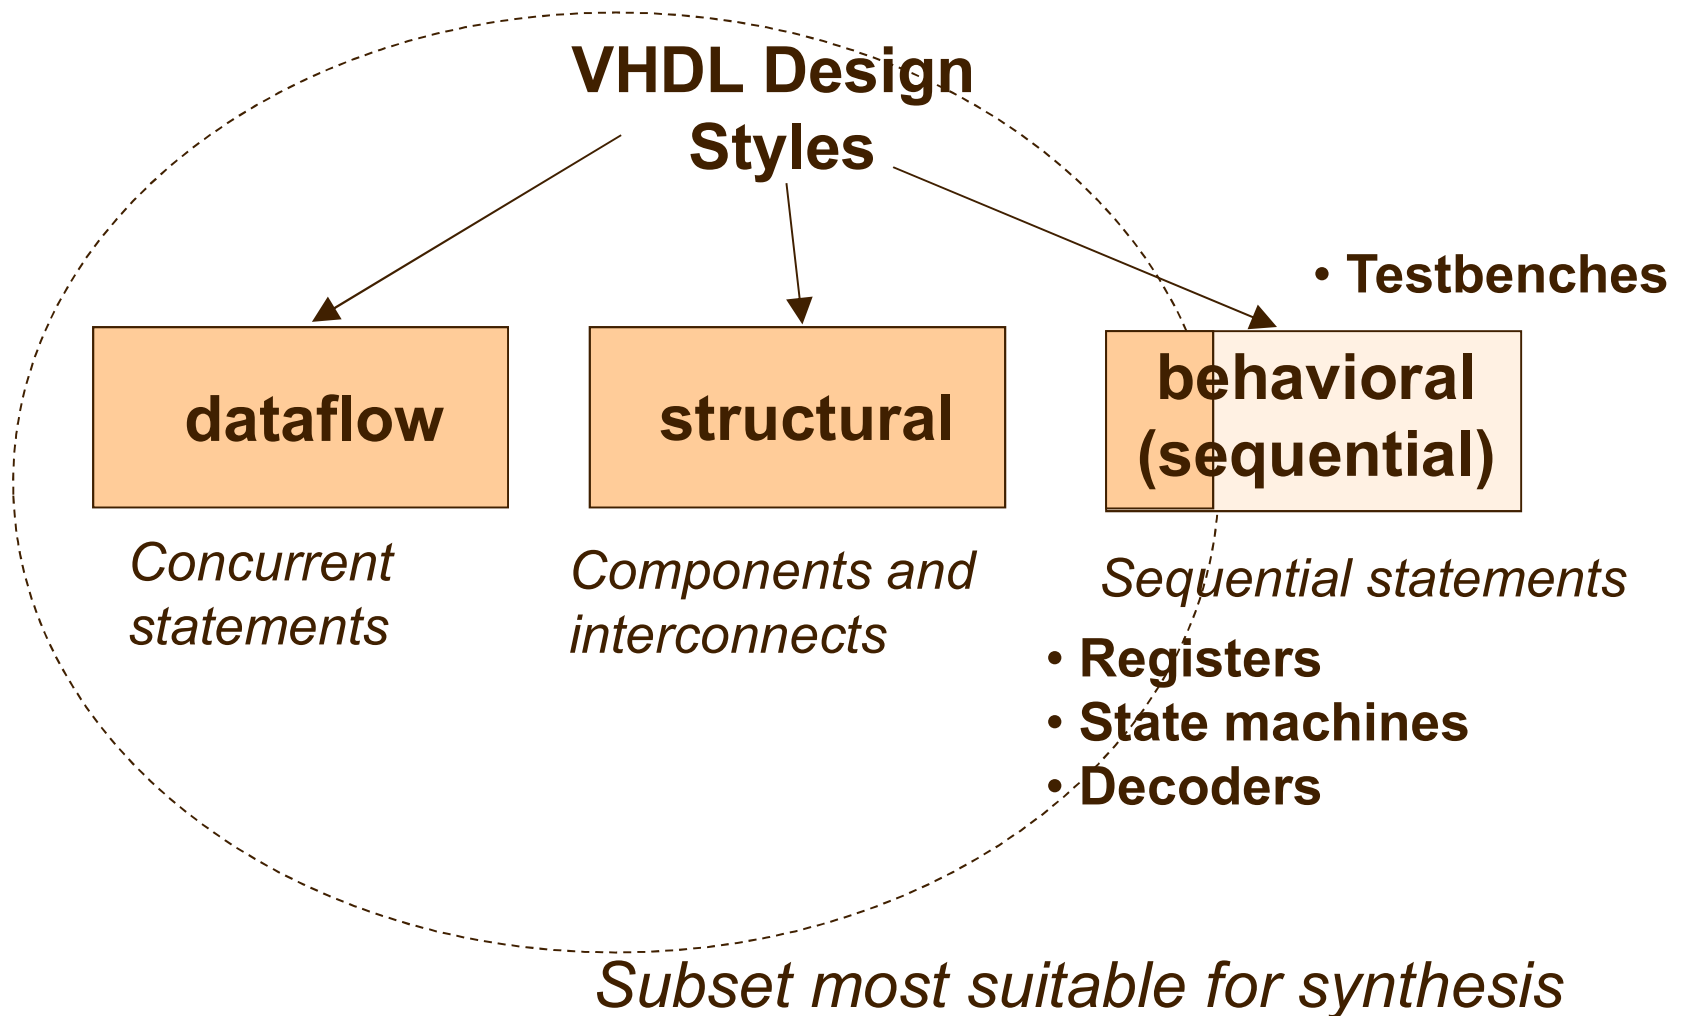 VHDL Design
Styles
• Testbenches
dataflow
structural
behavioral
(sequential)
Concurrent
statements
Components and
interconnects
Sequential statements
• Registers
• State machines
• Decoders
Subset most suitable for synthesis